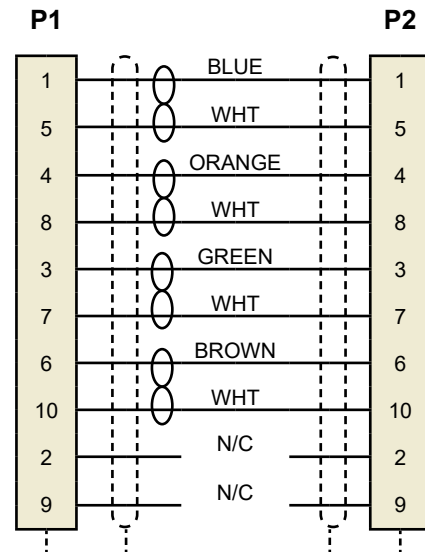 P1 P2
1 BLUE 1
5 WHT 5
4 ORANGE 4
8 WHT 8
3 GREEN 3
7 WHT 7
6 BROWN 6
10 WHT 10
2 N/C 2
9 N/C 9